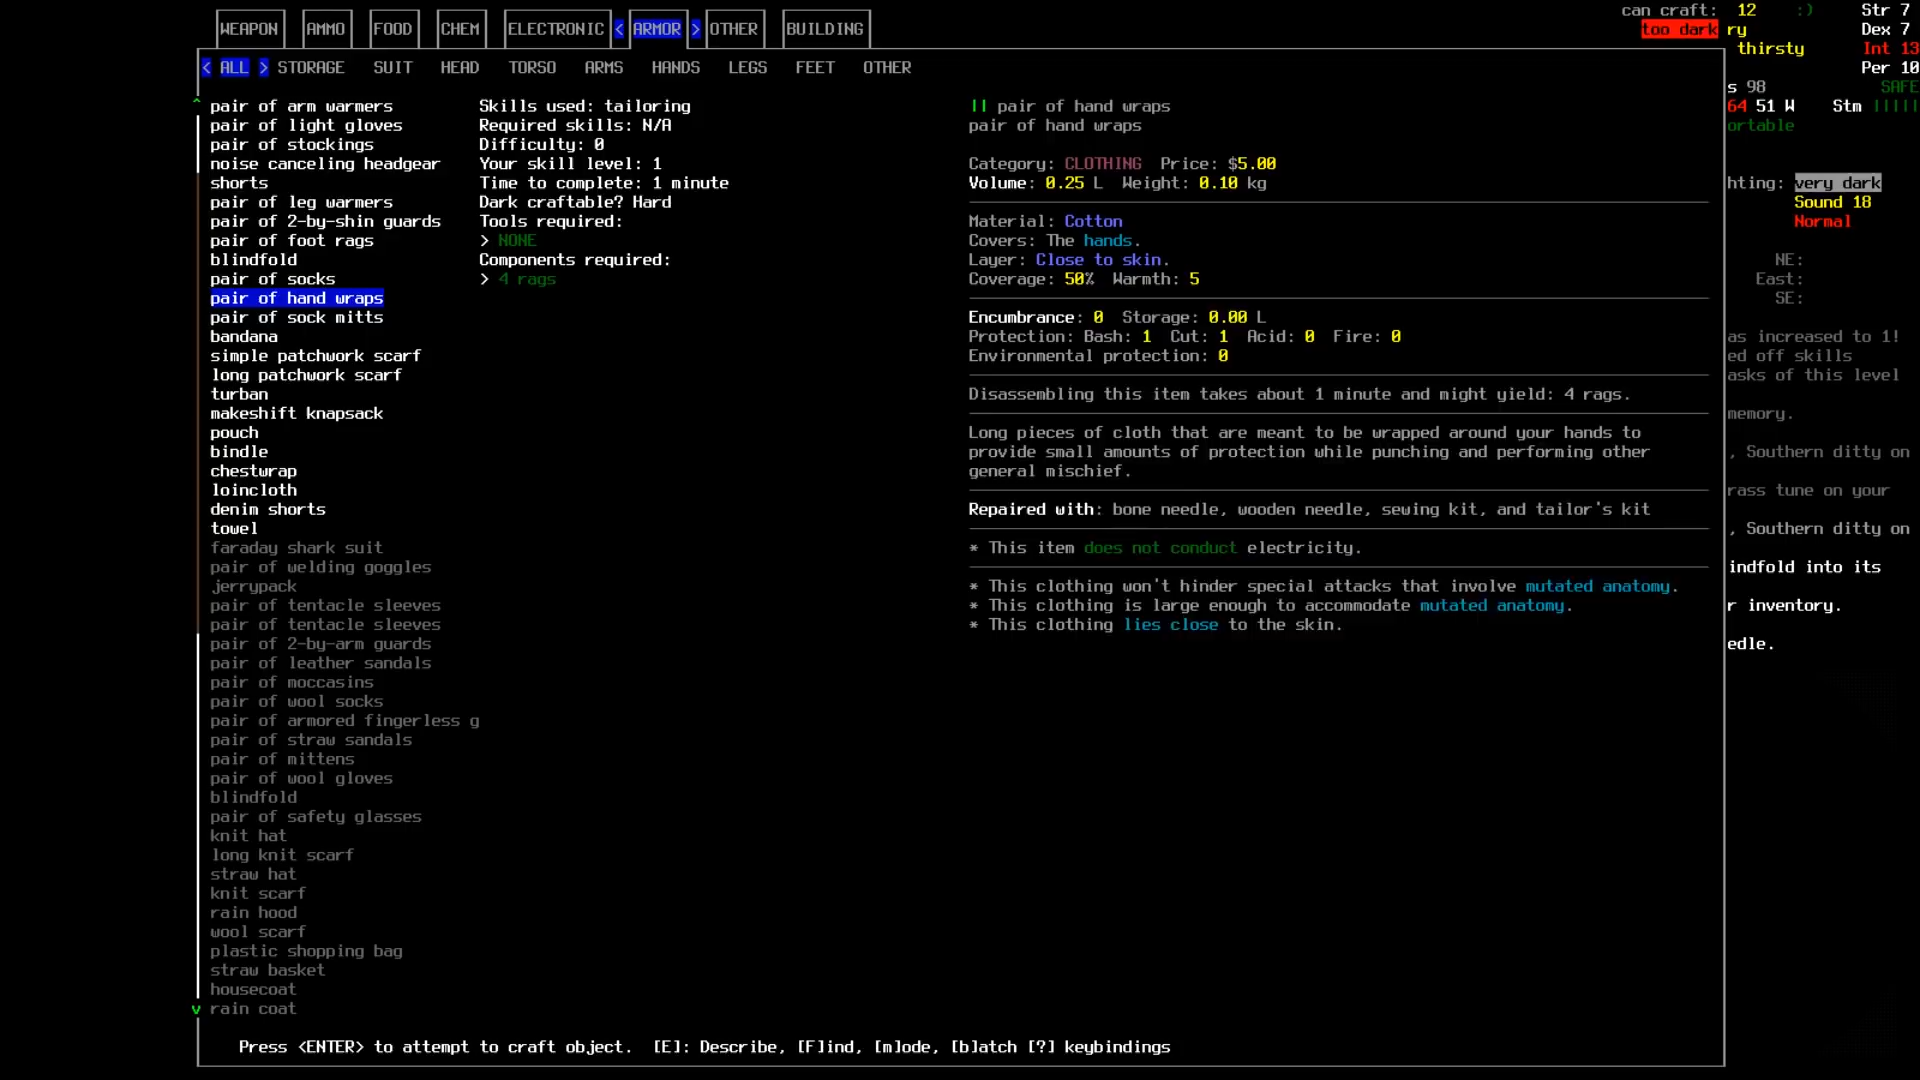 WEAPON AMMO FOOD CHEM ELECTRONIC < ARMOR > OTHER BUILDING
can craft: 12 :) Str 7
too dark ry Dex 7
thirsty Int 13
< ALL > STORAGE SUIT HEAD TORSO ARMS HANDS LEGS FEET OTHER
Per 10
s 98 SAFE
64 51 W Stm |||||
ortable
hting: very dark
Sound 18
Normal
NE:
East:
SE:
as increased to 1!
ed off skills
asks of this level
memory.
, Southern ditty on
rass tune on your
, Southern ditty on
indfold into its
r inventory.
edle.
^ pair of arm warmers
pair of light gloves
pair of stockings
noise canceling headgear
shorts
pair of leg warmers
pair of 2-by-shin guards
pair of foot rags
blindfold
pair of socks
pair of hand wraps
pair of sock mitts
bandana
simple patchwork scarf
long patchwork scarf
turban
makeshift knapsack
pouch
bindle
chestwrap
loincloth
denim shorts
towel
faraday shark suit
pair of welding goggles
jerrypack
pair of tentacle sleeves
pair of tentacle sleeves
pair of 2-by-arm guards
pair of leather sandals
pair of moccasins
pair of wool socks
pair of armored fingerless g
pair of straw sandals
pair of mittens
pair of wool gloves
blindfold
pair of safety glasses
knit hat
long knit scarf
straw hat
knit scarf
rain hood
wool scarf
plastic shopping bag
straw basket
housecoat
v rain coat
Skills used: tailoring
Required skills: N/A
Difficulty: 0
Your skill level: 1
Time to complete: 1 minute
Dark craftable? Hard
Tools required:
> NONE
Components required:
> 4 rags
|| pair of hand wraps
pair of hand wraps
Category: CLOTHING Price: $5.00
Volume: 0.25 L Weight: 0.10 kg
Material: Cotton
Covers: The hands.
Layer: Close to skin.
Coverage: 50% Warmth: 5
Encumbrance: 0 Storage: 0.00 L
Protection: Bash: 1 Cut: 1 Acid: 0 Fire: 0
Environmental protection: 0
Disassembling this item takes about 1 minute and might yield: 4 rags.
Long pieces of cloth that are meant to be wrapped around your hands to
provide small amounts of protection while punching and performing other
general mischief.
Repaired with: bone needle, wooden needle, sewing kit, and tailor's kit
* This item does not conduct electricity.
* This clothing won't hinder special attacks that involve mutated anatomy.
* This clothing is large enough to accommodate mutated anatomy.
* This clothing lies close to the skin.
Press <ENTER> to attempt to craft object. [E]: Describe, [F]ind, [m]ode, [b]atch [?] keybindings